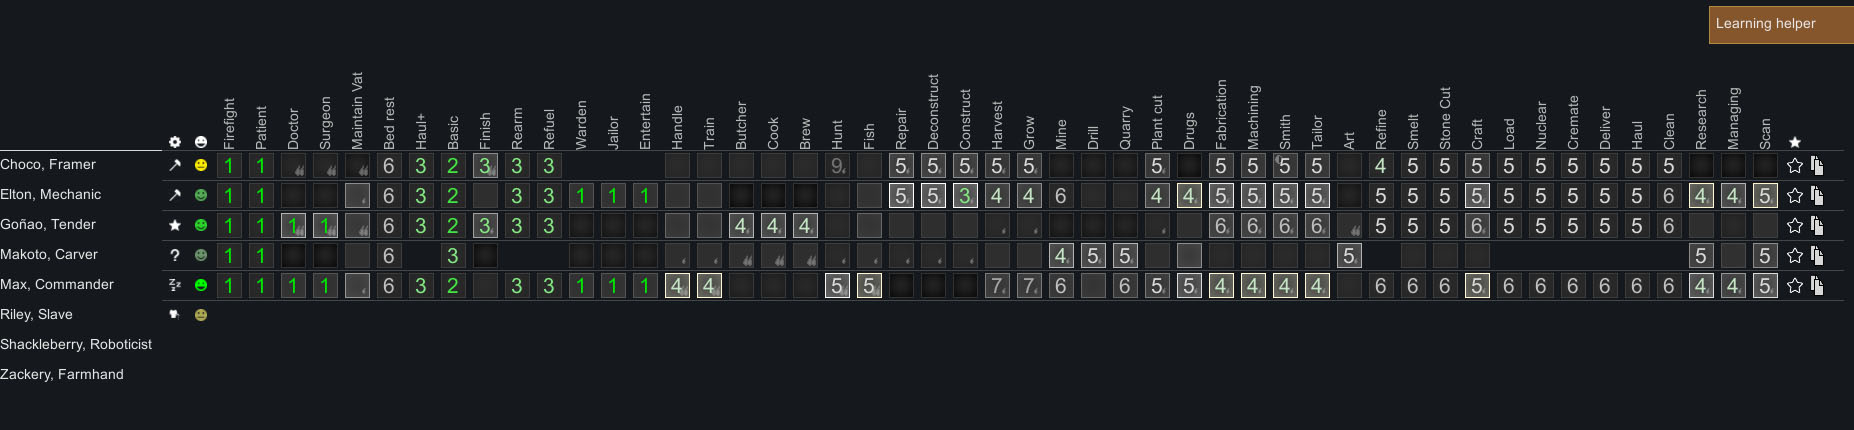 Learning helper
Firefight Patient Doctor Surgeon Maintain Vat Bed rest Haul+ Basic Finish Rearm Refuel Warden Jailor Entertain Handle Train Butcher Cook Brew Hunt Fish Repair Deconstruct Construct Harvest Grow Mine Drill Quarry Plant cut Drugs Fabrication Machining Smith Tailor Art Refine Smelt Stone Cut Craft Load Nuclear Cremate Deliver Haul Clean Research Managing Scan
Choco, Framer 1 1 6 3 2 3 3 3 9 5 5 5 5 5 5 5 5 5 5 4 5 5 5 5 5 5 5 5 5
Elton, Mechanic 1 1 6 3 2 3 3 1 1 1 5 5 3 4 4 6 4 4 5 5 5 5 5 5 5 5 5 5 5 5 5 6 4 4 5
Goñao, Tender 1 1 1 1 6 3 2 3 3 3 4 4 4 6 6 6 6 5 5 5 6 5 5 5 5 5 6
Makoto, Carver ? 1 1 6 3 4 5 5 5 5 5
Max, Commander zzz 1 1 1 1 6 3 2 3 3 1 1 1 4 4 5 5 7 7 6 6 5 5 4 4 4 4 6 6 6 5 6 6 6 6 6 6 4 4 5
Riley, Slave
Shackleberry, Roboticist
Zackery, Farmhand